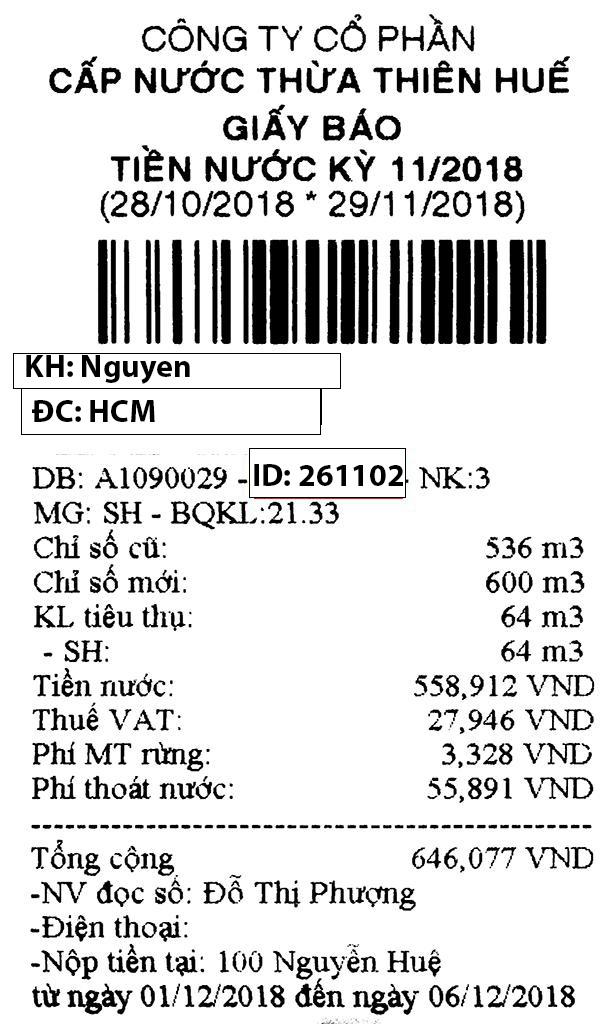 CÔNG TY CỔ PHẦN
CẤP NƯỚC THỪA THIÊN HUẾ
GIẤY BÁO
TIỀN NƯỚC KỲ 11/2018
(28/10/2018 * 29/11/2018)
KH: Nguyen
ĐC: HCM
DB: A1090029 - ID: 261102 - NK:3
MG: SH - BQKL:21.33
Chỉ số cũ: 536 m3
Chỉ số mới: 600 m3
KL tiêu thụ: 64 m3
- SH: 64 m3
Tiền nước: 558,912 VND
Thuế VAT: 27,946 VND
Phí MT rừng: 3,328 VND
Phí thoát nước: 55,891 VND
Tổng cộng 646,077 VND
-NV đọc số: Đỗ Thị Phượng
-Điện thoại:
-Nộp tiền tại: 100 Nguyễn Huệ
từ ngày 01/12/2018 đến ngày 06/12/2018